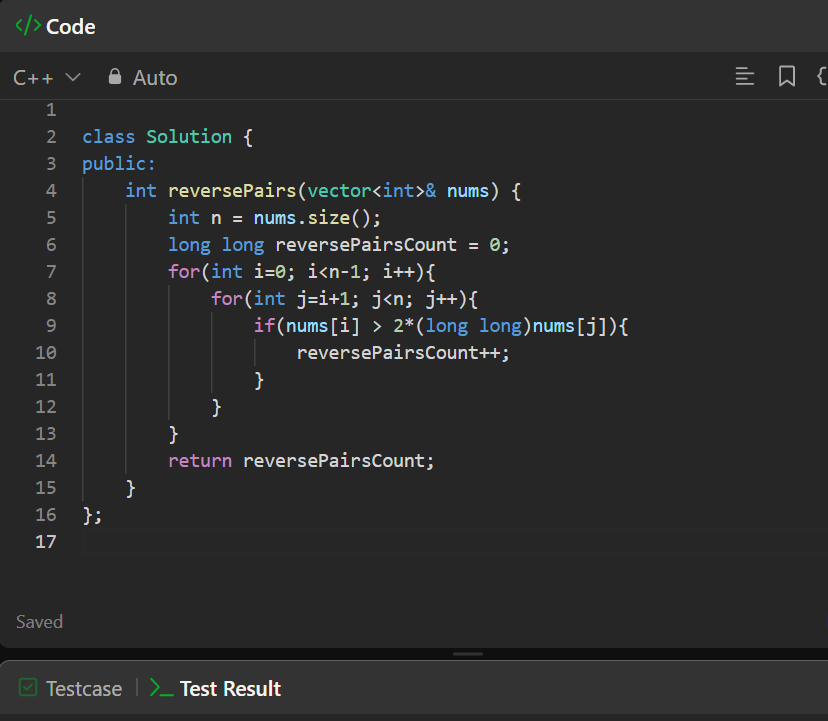 </> Code
C++ Auto
1
2 class Solution {
3 public:
4     int reversePairs(vector<int>& nums) {
5         int n = nums.size();
6         long long reversePairsCount = 0;
7         for(int i=0; i<n-1; i++){
8             for(int j=i+1; j<n; j++){
9                 if(nums[i] > 2*(long long)nums[j]){
10                     reversePairsCount++;
11                 }
12             }
13         }
14         return reversePairsCount;
15     }
16 };
17
Saved
Testcase | >_ Test Result